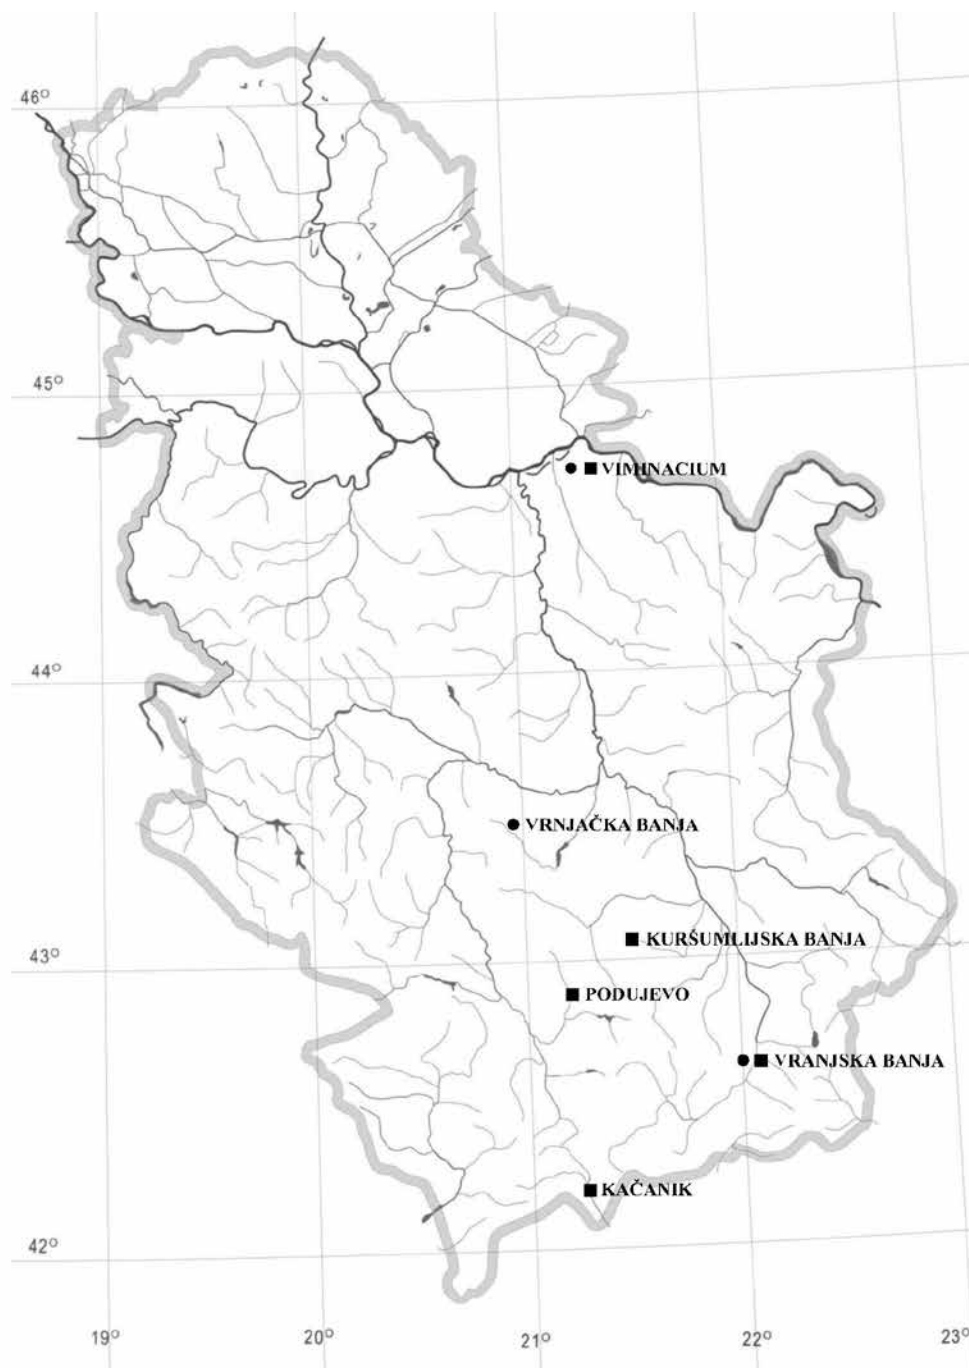 46°
45°
VIMINACIUM
44°
VRNJAČKA BANJA
KURŠUMLIJSKA BANJA
43°
PODUJEVO
VRANJSKA BANJA
KAČANIK
42°
19° 20° 21° 22° 23°